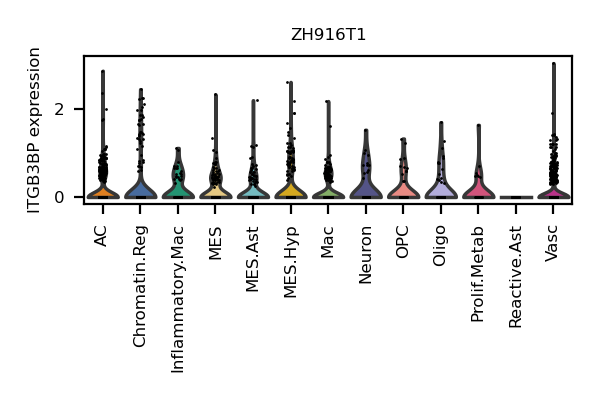 ZH916T1
ITGB3BP expression
2
0
AC
Chromatin.Reg
Inflammatory.Mac
MES
MES.Ast
MES.Hyp
Mac
Neuron
OPC
Oligo
Prolif.Metab
Reactive.Ast
Vasc